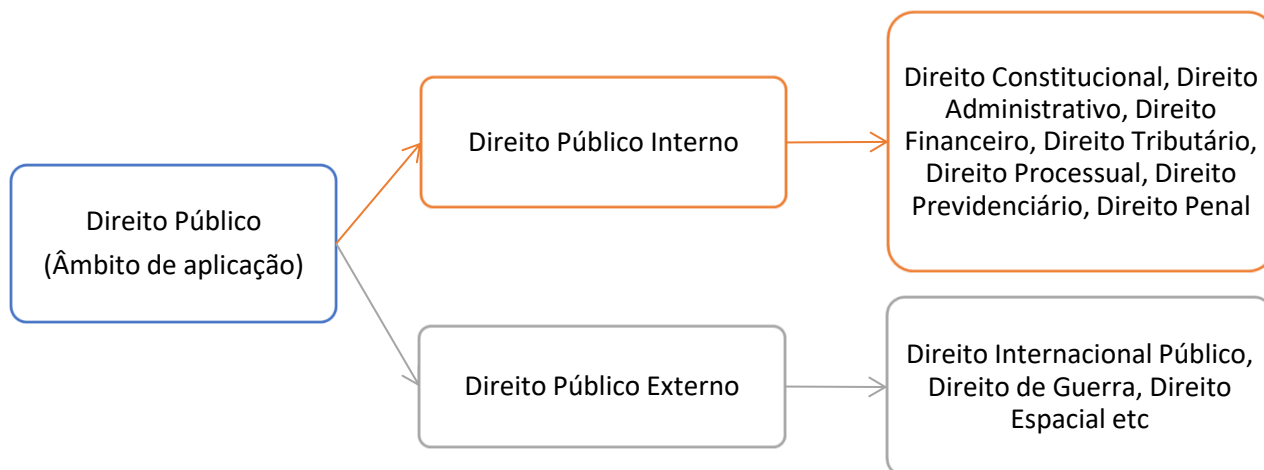 Direito Público
(Âmbito de aplicação)
Direito Público Interno
Direito Constitucional, Direito
Administrativo, Direito
Financeiro, Direito Tributário,
Direito Processual, Direito
Previdenciário, Direito Penal
Direito Público Externo
Direito Internacional Público,
Direito de Guerra, Direito
Espacial etc